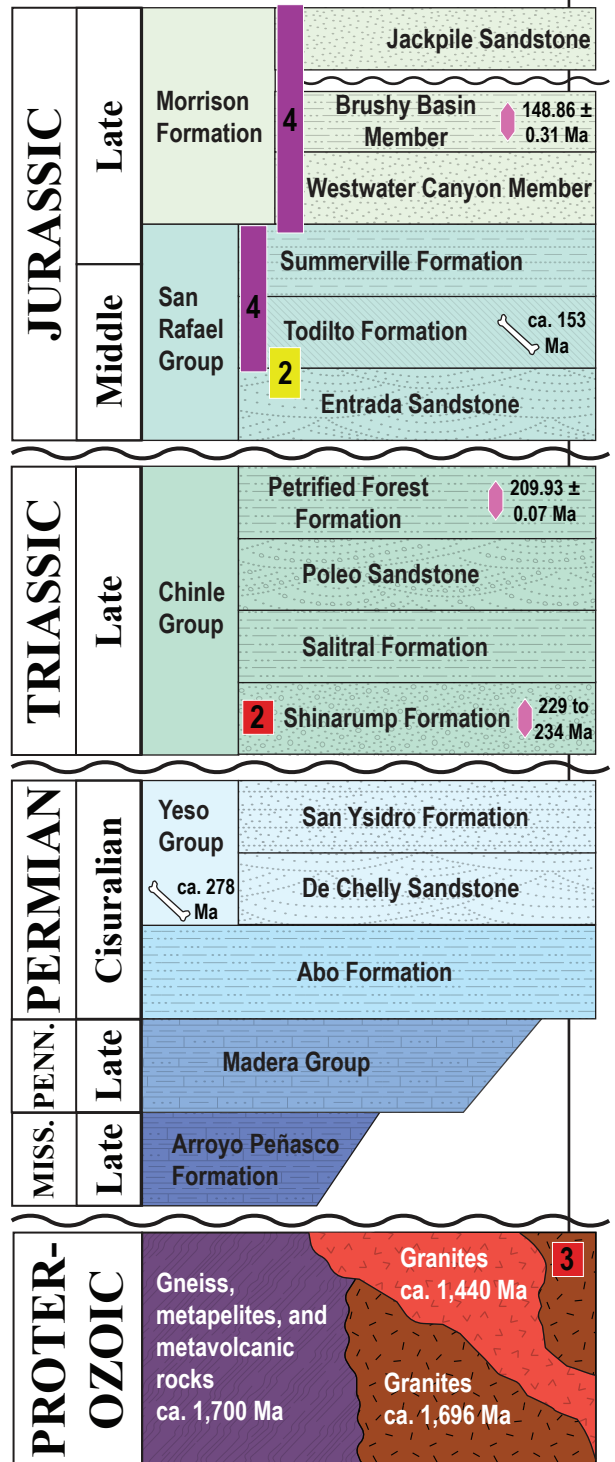 JURASSIC
Late
Middle
Morrison
Formation
4
Jackpile Sandstone
Brushy Basin
Member
148.86 ±
0.31 Ma
Westwater Canyon Member
San
Rafael
Group
4
2
Summerville Formation
Todilto Formation
ca. 153
Ma
Entrada Sandstone
TRIASSIC
Late
Chinle
Group
Petrified Forest
Formation
209.93 ±
0.07 Ma
Poleo Sandstone
Salitral Formation
2
Shinarump Formation
229 to
234 Ma
PERMIAN
Cisuralian
Yeso
Group
ca. 278
Ma
San Ysidro Formation
De Chelly Sandstone
Abo Formation
PENN.
Late
Madera Group
MISS.
Late
Arroyo Peñasco
Formation
PROTER-
OZOIC
Gneiss,
metapelites, and
metavolcanic
rocks
ca. 1,700 Ma
Granites
ca. 1,440 Ma
3
Granites
ca. 1,696 Ma